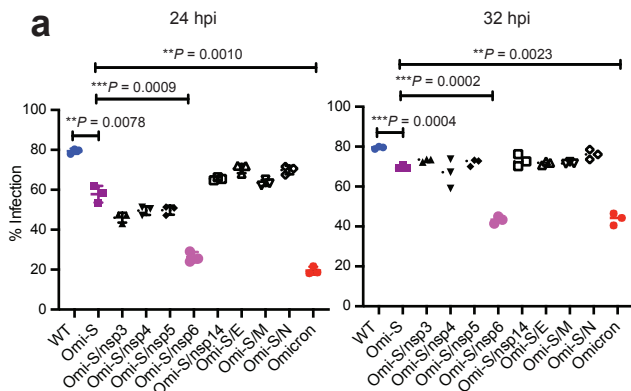 a
24 hpi
32 hpi
**P = 0.0010
***P = 0.0009
**P = 0.0078
**P = 0.0023
***P = 0.0002
***P = 0.0004
% Infection
100
80
60
40
20
0
100
80
60
40
20
0
WT
Omi-S
Omi-S/nsp3
Omi-S/nsp4
Omi-S/nsp5
Omi-S/nsp6
Omi-S/nsp14
Omi-S/E
Omi-S/M
Omi-S/N
Omicron
WT
Omi-S
Omi-S/nsp3
Omi-S/nsp4
Omi-S/nsp5
Omi-S/nsp6
Omi-S/nsp14
Omi-S/E
Omi-S/M
Omi-S/N
Omicron